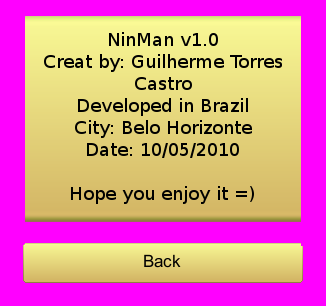 NinMan v1.0
Creat by: Guilherme Torres
Castro
Developed in Brazil
City: Belo Horizonte
Date: 10/05/2010
Hope you enjoy it =)
Back